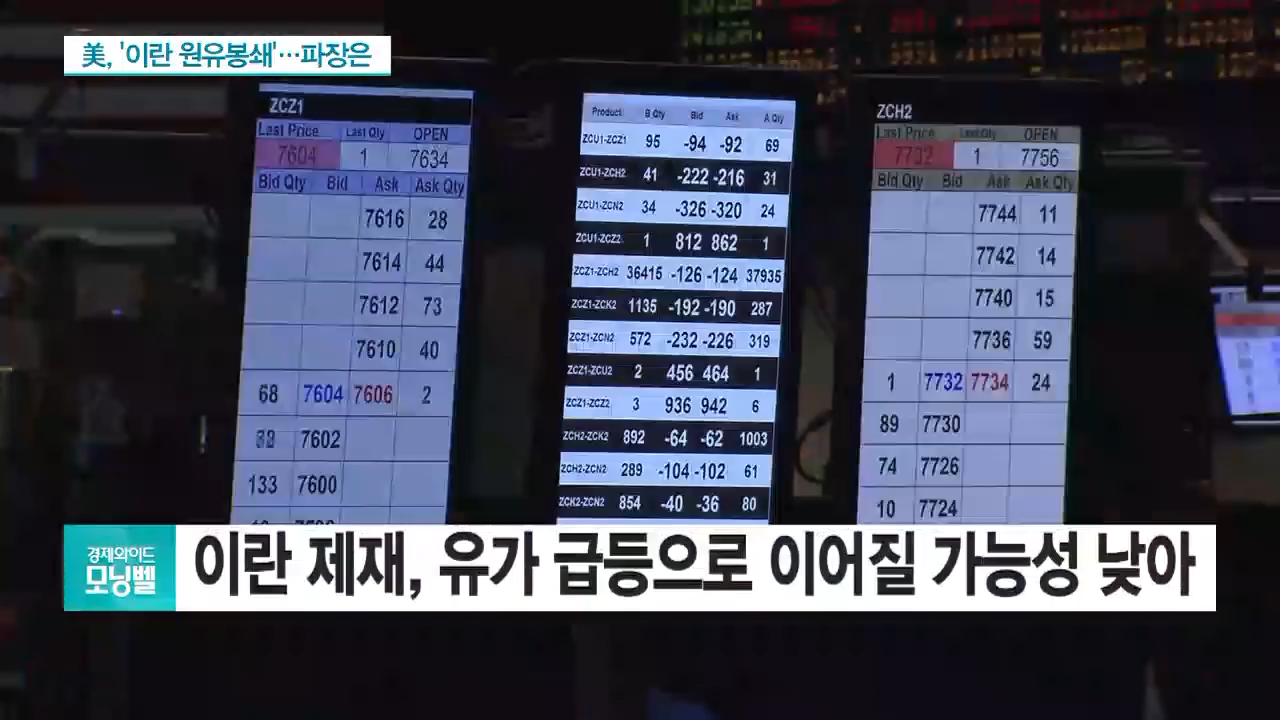 美, '이란 원유봉쇄'…파장은
ZCZ1
Last Price Last Qty OPEN
7604 1 7634
Bid Qty Bid Ask Ask Qty
7616 28
7614 44
7612 73
7610 40
68 7604 7606 2
7602
133 7600
Product B Qty Bid Ask A Qty
ZCU1-ZCZ1 95 -94 -92 69
ZCU1-ZCH2 41 -222 -216 31
ZCU1-ZCN2 34 -326 -320 24
ZCU1-ZCZ2 1 812 862 1
ZCZ1-ZCH2 36415 -126 -124 37935
ZCZ1-ZCK2 1135 -192 -190 287
ZCZ1-ZCN2 572 -232 -226 319
ZCZ1-ZCU2 2 456 464 1
ZCZ1-ZCZ2 3 936 942 6
ZCH2-ZCK2 892 -64 -62 1003
ZCH2-ZCN2 289 -104 -102 61
ZCK2-ZCN2 854 -40 -36 80
ZCH2
Last Price Last Qty OPEN
7732 1 7756
Bid Qty Bid Ask Ask Qty
7744 11
7742 14
7740 15
7736 59
1 7732 7734 24
89 7730
74 7726
10 7724
경제와이드
모닝벨
이란 제재, 유가 급등으로 이어질 가능성 낮아